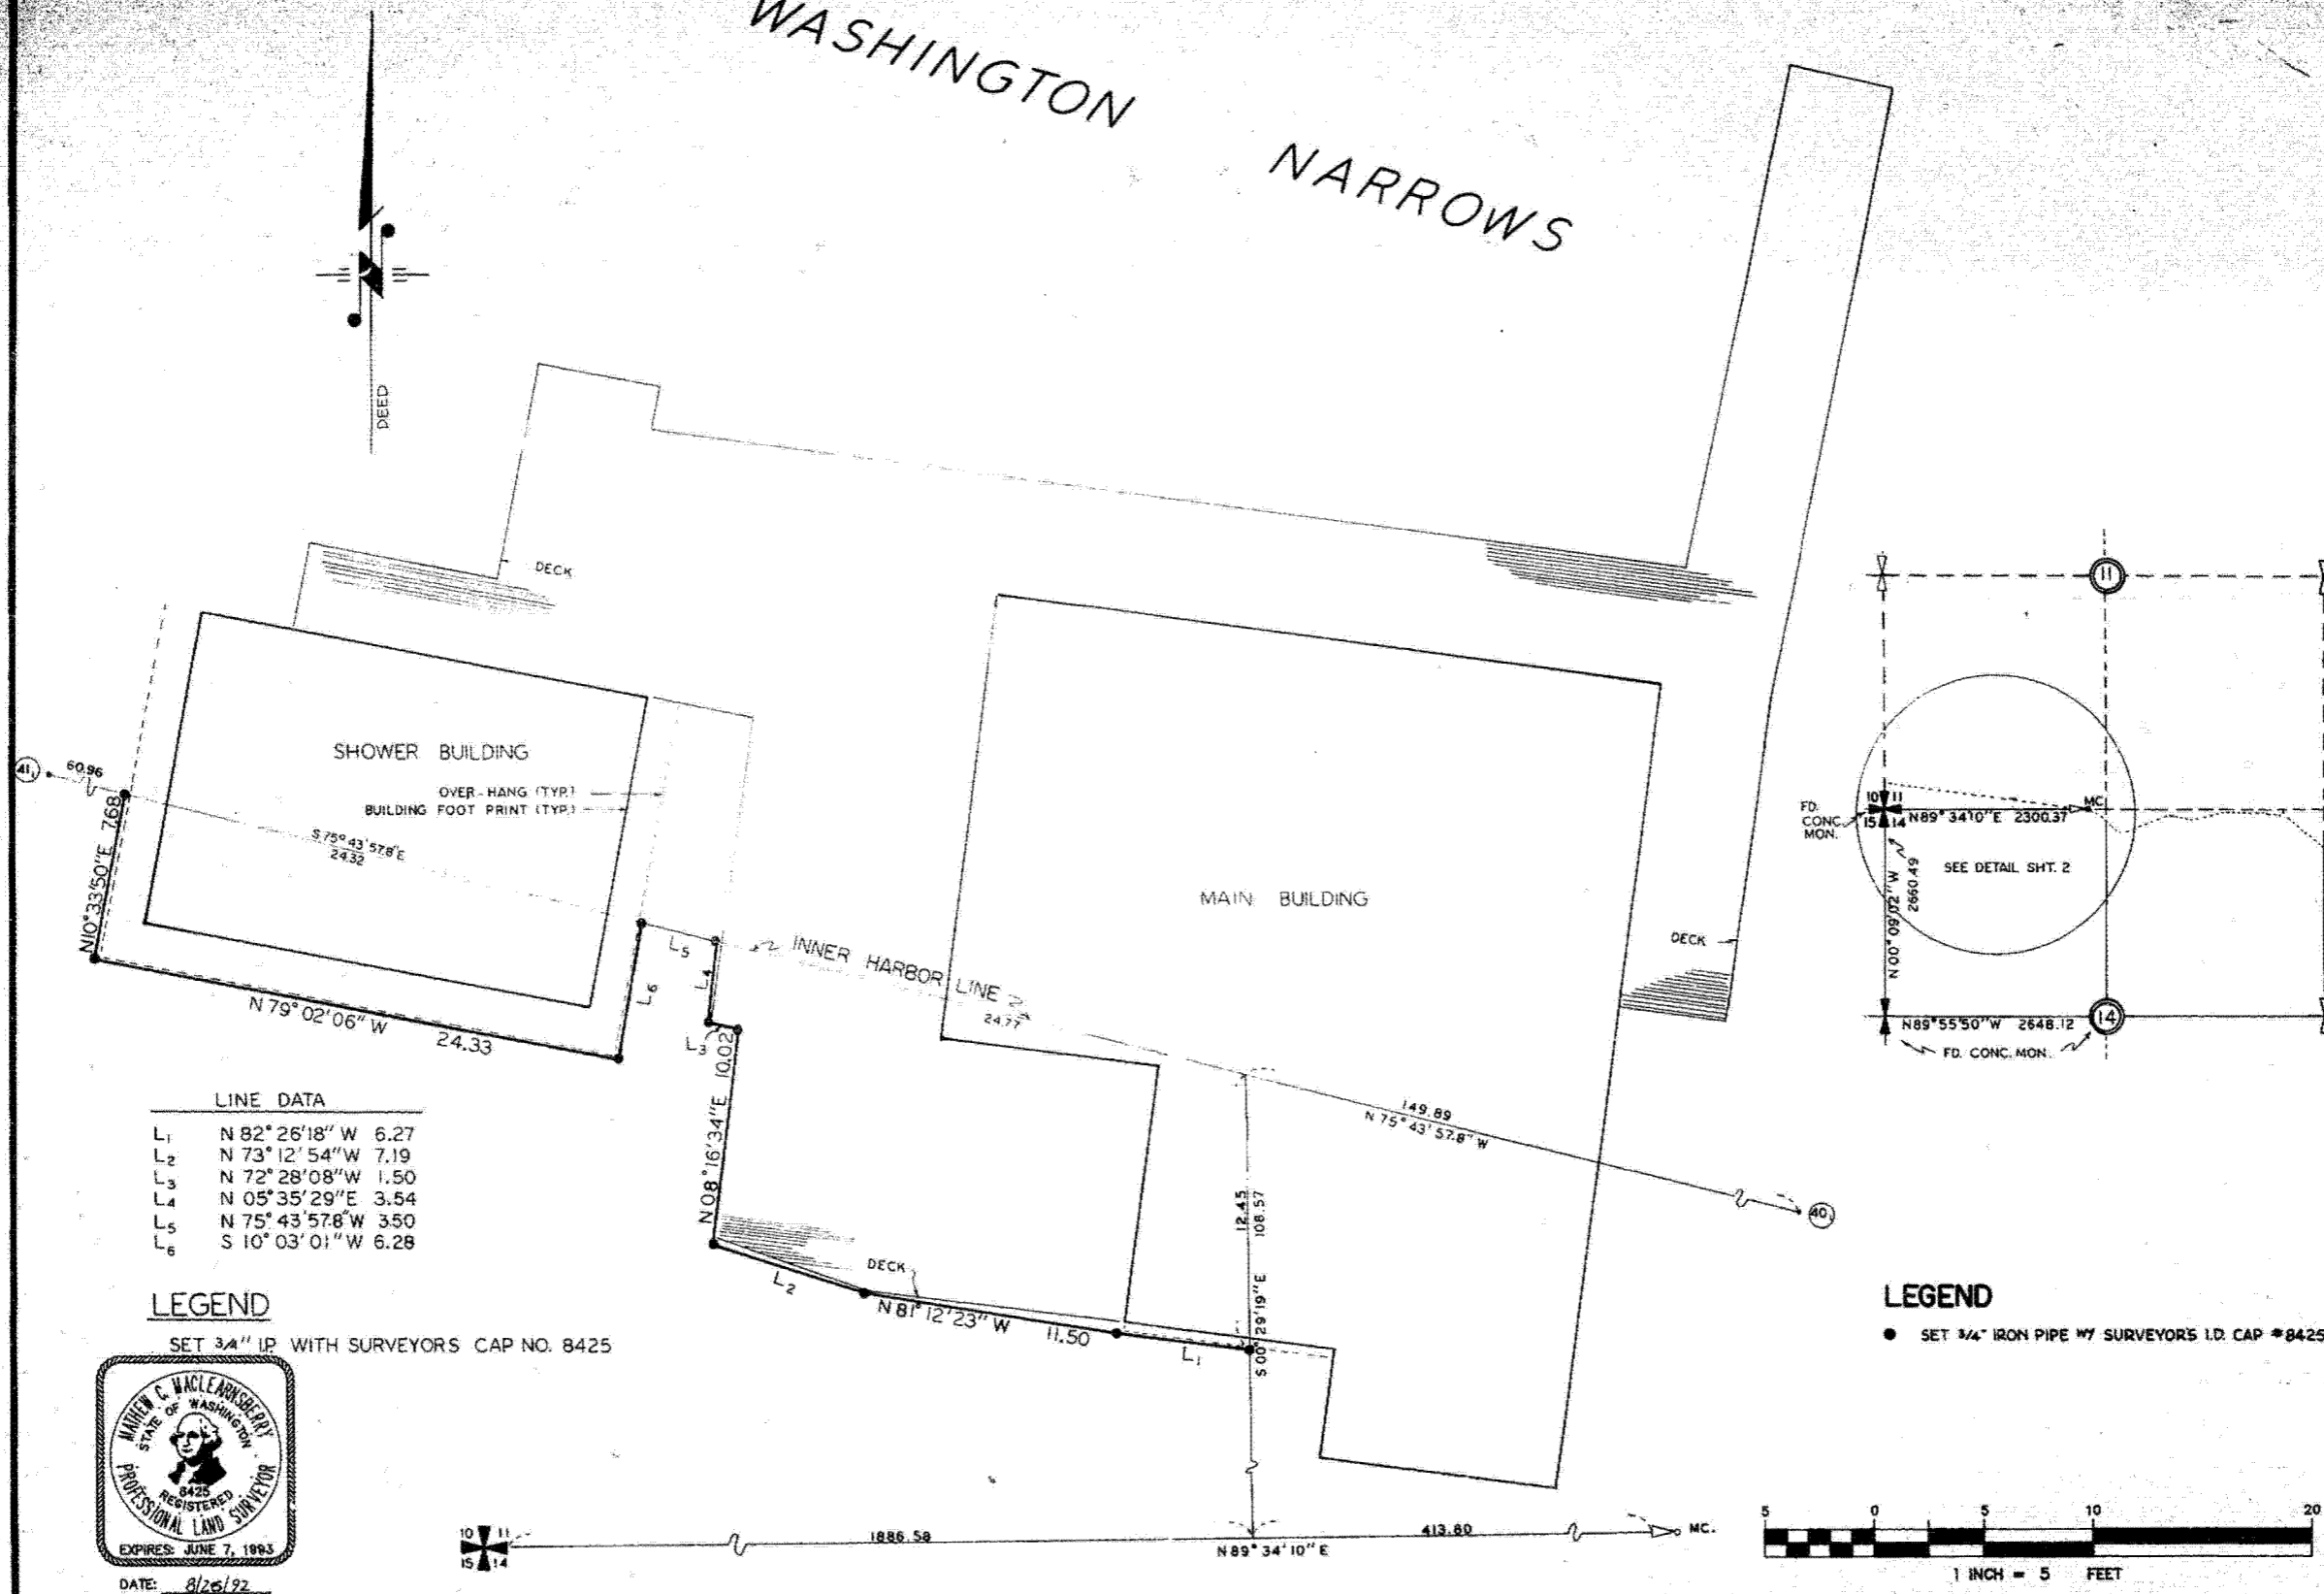 WASHINGTON
NARROWS
DEED
DECK
SHOWER BUILDING
OVER-HANG (TYP.)
BUILDING FOOT PRINT (TYP.)
41
60.96
S 75° 43' 57.8" E
24.32
N10°33'50"E 7.68
N 79° 02' 06" W 24.33
L5
L4
L6
L3
INNER HARBOR LINE
24.77
MAIN BUILDING
DECK
149.89
N 75° 43' 57.8" W
40
N 08° 16' 34" E 10.02
12.45
108.57
S 00° 29' 19" E
L2
DECK
N 81° 12' 23" W 11.50
L1
LINE DATA
L1 N 82° 26' 18" W 6.27
L2 N 73° 12' 54" W 7.19
L3 N 72° 28' 08" W 1.50
L4 N 05° 35' 29" E 3.54
L5 N 75° 43' 57.8" W 3.50
L6 S 10° 03' 01" W 6.28
LEGEND
SET 3/4" I.P. WITH SURVEYORS CAP NO. 8425
MATHEW C. MACLEARNSBERRY
STATE OF WASHINGTON
8425
REGISTERED
PROFESSIONAL LAND SURVEYOR
EXPIRES: JUNE 7, 1993
DATE: 8/25/92
10 11
15 14
1886.58
N 89° 34' 10" E
413.80
MC.
11
10 11
15 14
FD.
CONC.
MON.
MC
N89° 34'10"E 2300.37
SEE DETAIL SHT. 2
N 00° 09' 02" W
2660.49
N89°55'50"W 2648.12
14
FD. CONC. MON.
LEGEND
● SET 3/4" IRON PIPE W/ SURVEYOR'S I.D. CAP #8425
5 0 5 10 20
1 INCH = 5 FEET